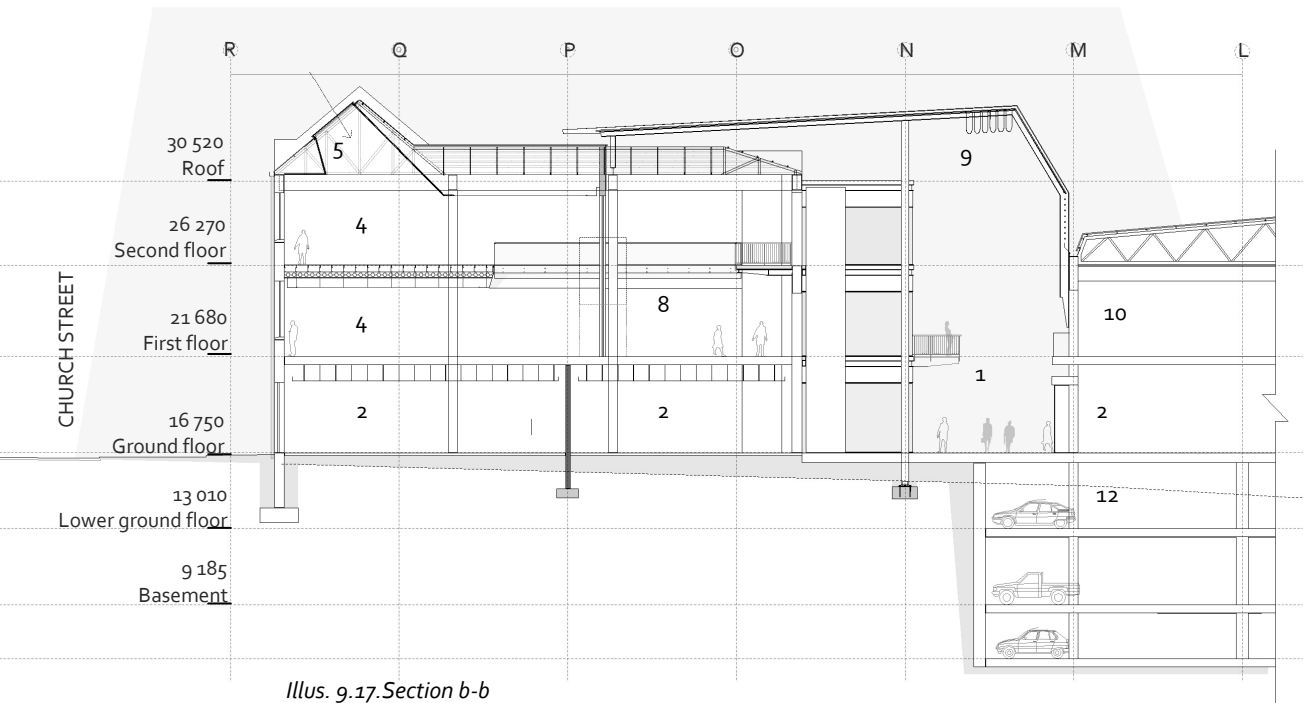 R Q P O N M L
30 520
Roof
5
9
26 270
Second floor
4
CHURCH STREET
21 680
First floor
4
8
10
1
16 750
Ground floor
2
2
2
13 010
Lower ground floor
12
9 185
Basement
Illus. 9.17.Section b-b